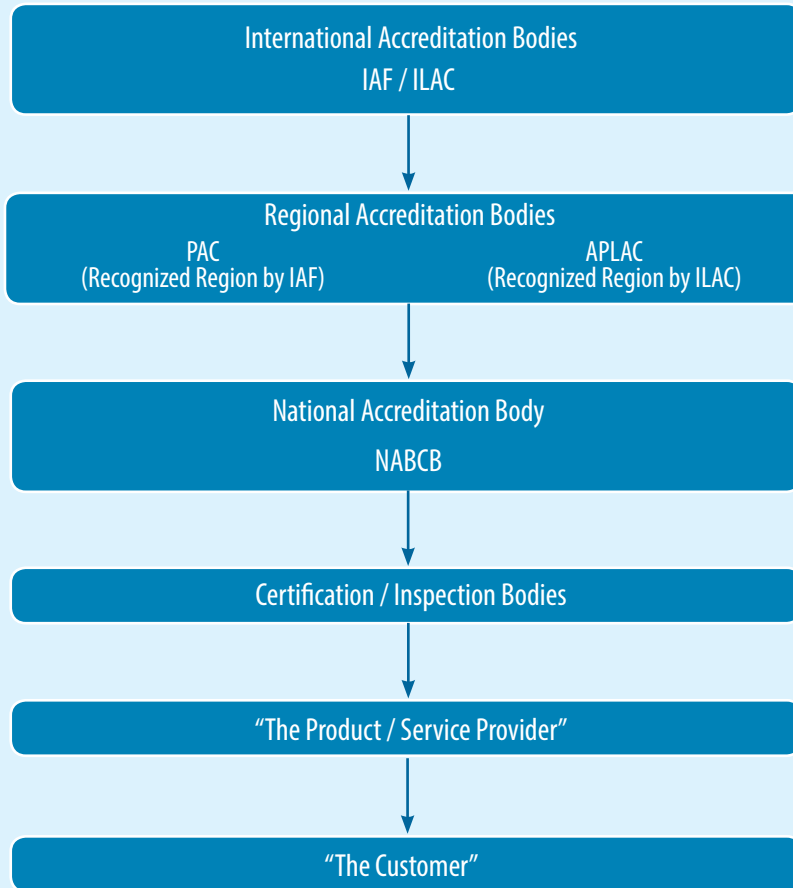 International Accreditation Bodies
IAF / ILAC
Regional Accreditation Bodies
PAC
(Recognized Region by IAF)
APLAC
(Recognized Region by ILAC)
National Accreditation Body
NABCB
Certification / Inspection Bodies
“The Product / Service Provider”
“The Customer”